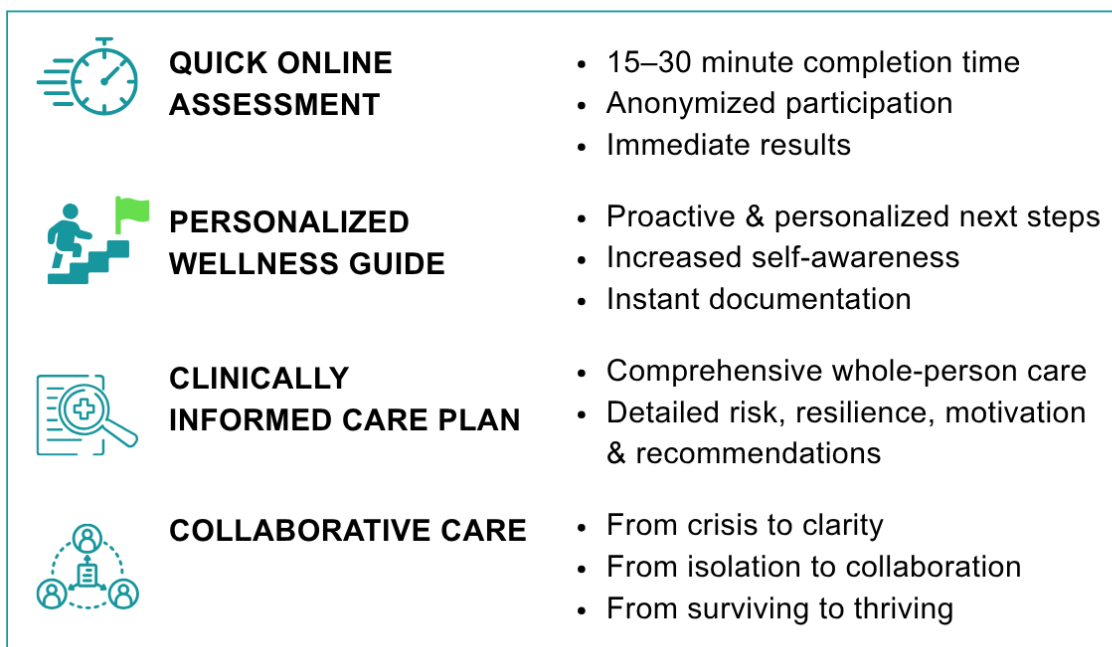 QUICK ONLINE
ASSESSMENT
• 15–30 minute completion time
• Anonymized participation
• Immediate results
PERSONALIZED
WELLNESS GUIDE
• Proactive & personalized next steps
• Increased self-awareness
• Instant documentation
CLINICALLY
INFORMED CARE PLAN
• Comprehensive whole-person care
• Detailed risk, resilience, motivation
& recommendations
COLLABORATIVE CARE
• From crisis to clarity
• From isolation to collaboration
• From surviving to thriving